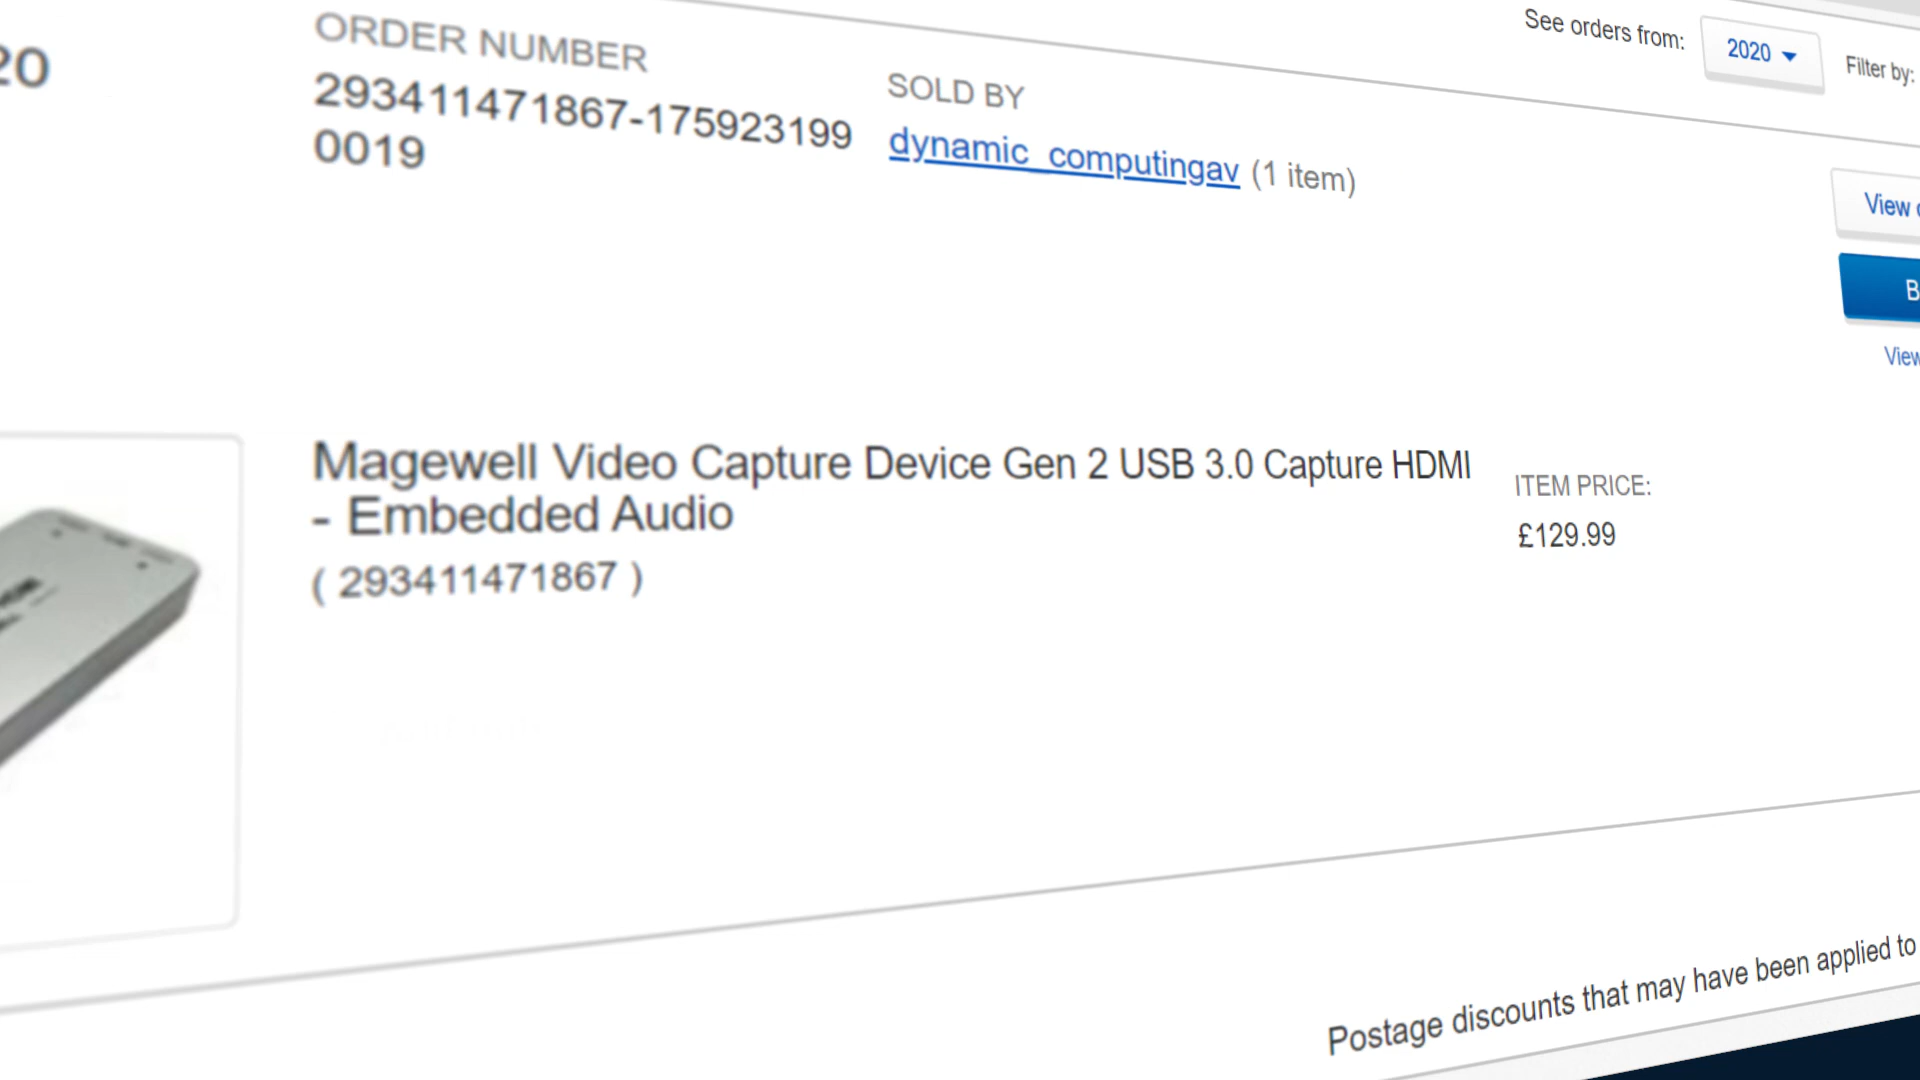 20
ORDER NUMBER
293411471867-175923199
0019
SOLD BY
dynamic_computingav (1 item)
See orders from:
2020
Filter by:
View
B
View
Magewell Video Capture Device Gen 2 USB 3.0 Capture HDMI
- Embedded Audio
( 293411471867 )
ITEM PRICE:
£129.99
Postage discounts that may have been applied to